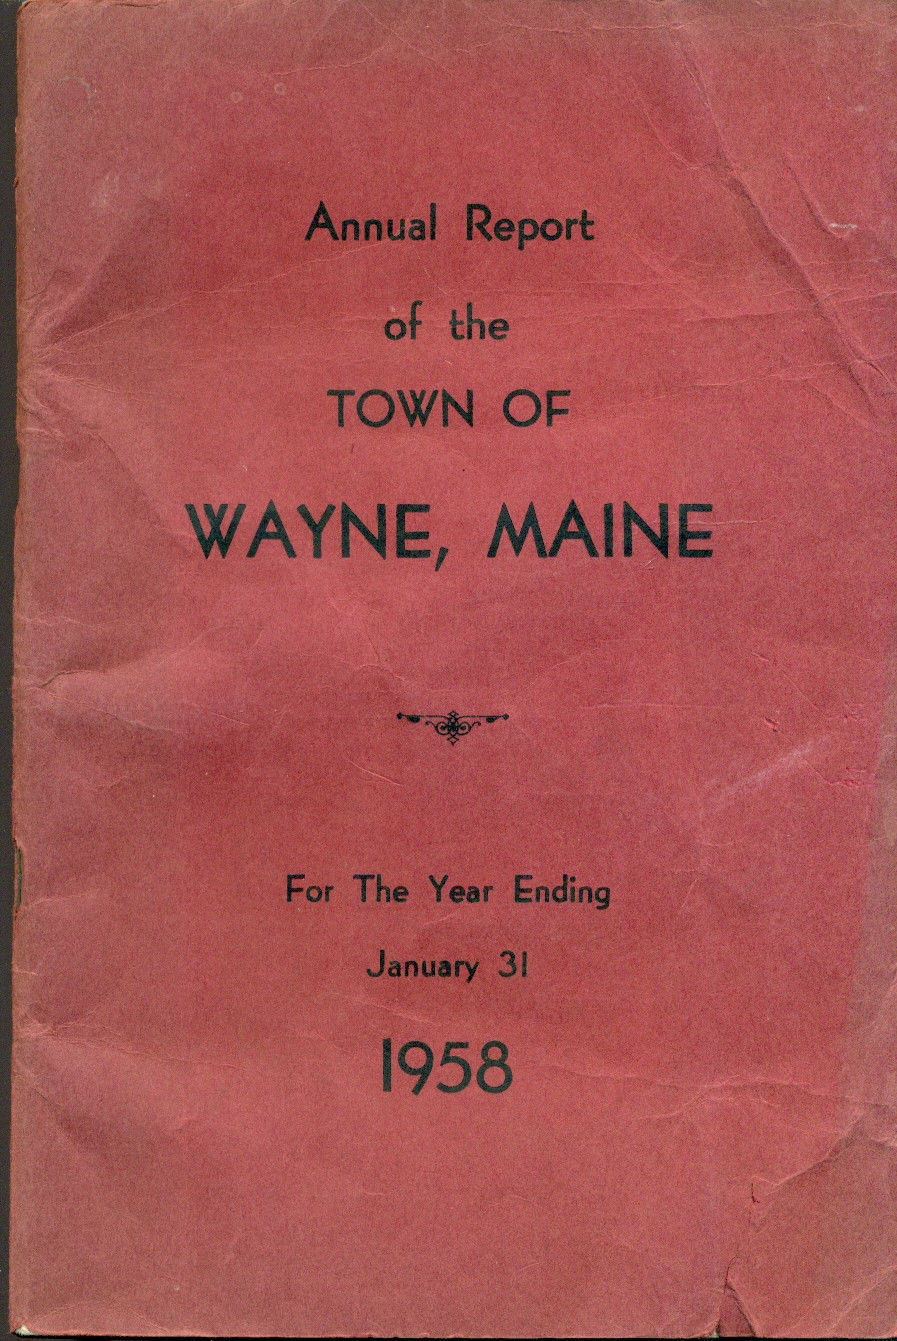 Annual Report
of the
TOWN OF
WAYNE, MAINE
For The Year Ending
January 31
1958